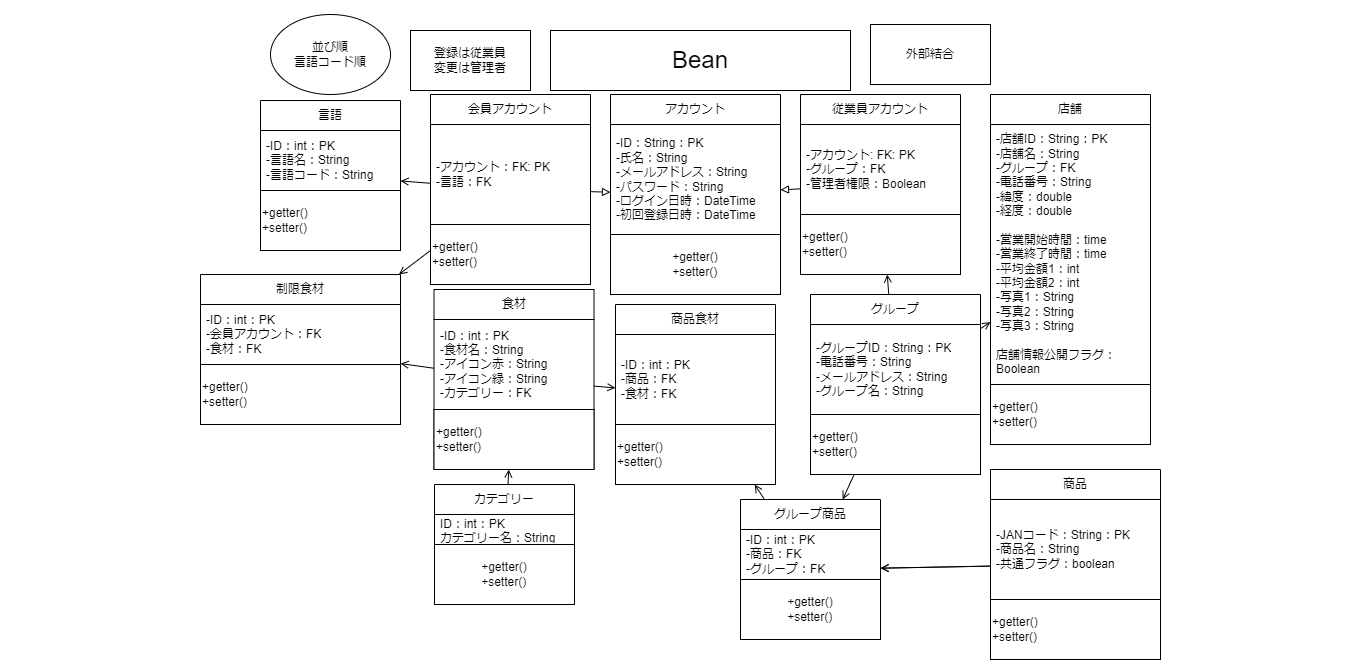 並び順
言語コード順
登録は従業員
変更は管理者
Bean
外部結合
言語
-ID：int：PK
-言語名：String
-言語コード：String
+getter()
+setter()
会員アカウント
-アカウント：FK: PK
-言語：FK
+getter()
+setter()
アカウント
-ID：String：PK
-氏名：String
-メールアドレス：String
-パスワード：String
-ログイン日時：DateTime
-初回登録日時：DateTime
+getter()
+setter()
従業員アカウント
-アカウント: FK: PK
-グループ：FK
-管理者権限：Boolean
+getter()
+setter()
店舗
-店舗ID：String：PK
-店舗名：String
-グループ：FK
-電話番号：String
-緯度：double
-経度：double
-営業開始時間：time
-営業終了時間：time
-平均金額1：int
-平均金額2：int
-写真1：String
-写真2：String
-写真3：String
店舗情報公開フラグ：
Boolean
+getter()
+setter()
制限食材
-ID：int：PK
-会員アカウント：FK
-食材：FK
+getter()
+setter()
食材
-ID：int：PK
-食材名：String
-アイコン赤：String
-アイコン緑：String
-カテゴリー：FK
+getter()
+setter()
商品食材
-ID：int：PK
-商品：FK
-食材：FK
+getter()
+setter()
グループ
-グループID：String：PK
-電話番号：String
-メールアドレス：String
-グループ名：String
+getter()
+setter()
カテゴリー
ID：int：PK
カテゴリー名：String
+getter()
+setter()
グループ商品
-ID：int：PK
-商品：FK
-グループ：FK
+getter()
+setter()
商品
-JANコード：String：PK
-商品名：String
-共通フラグ：boolean
+getter()
+setter()